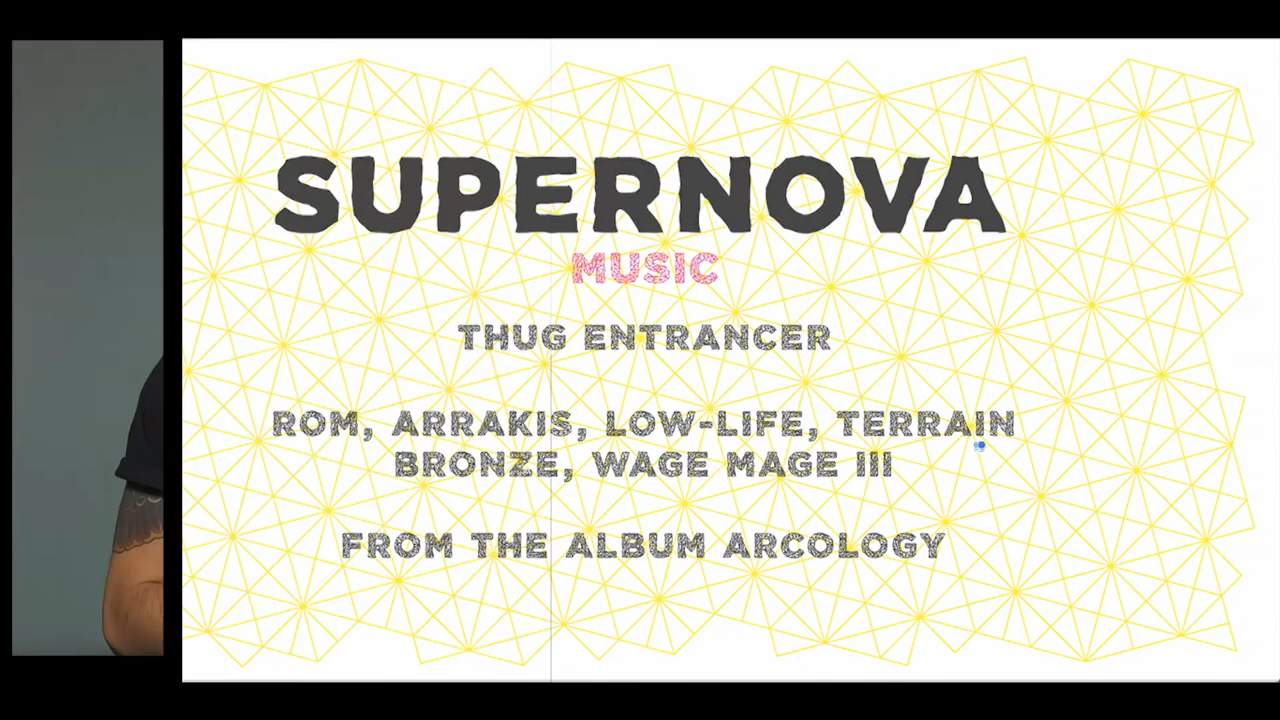 SUPERNOVA
MUSIC
THUG ENTRANCER
ROM, ARRAKIS, LOW-LIFE, TERRAIN
BRONZE, WAGE MAGE III
FROM THE ALBUM ARCOLOGY